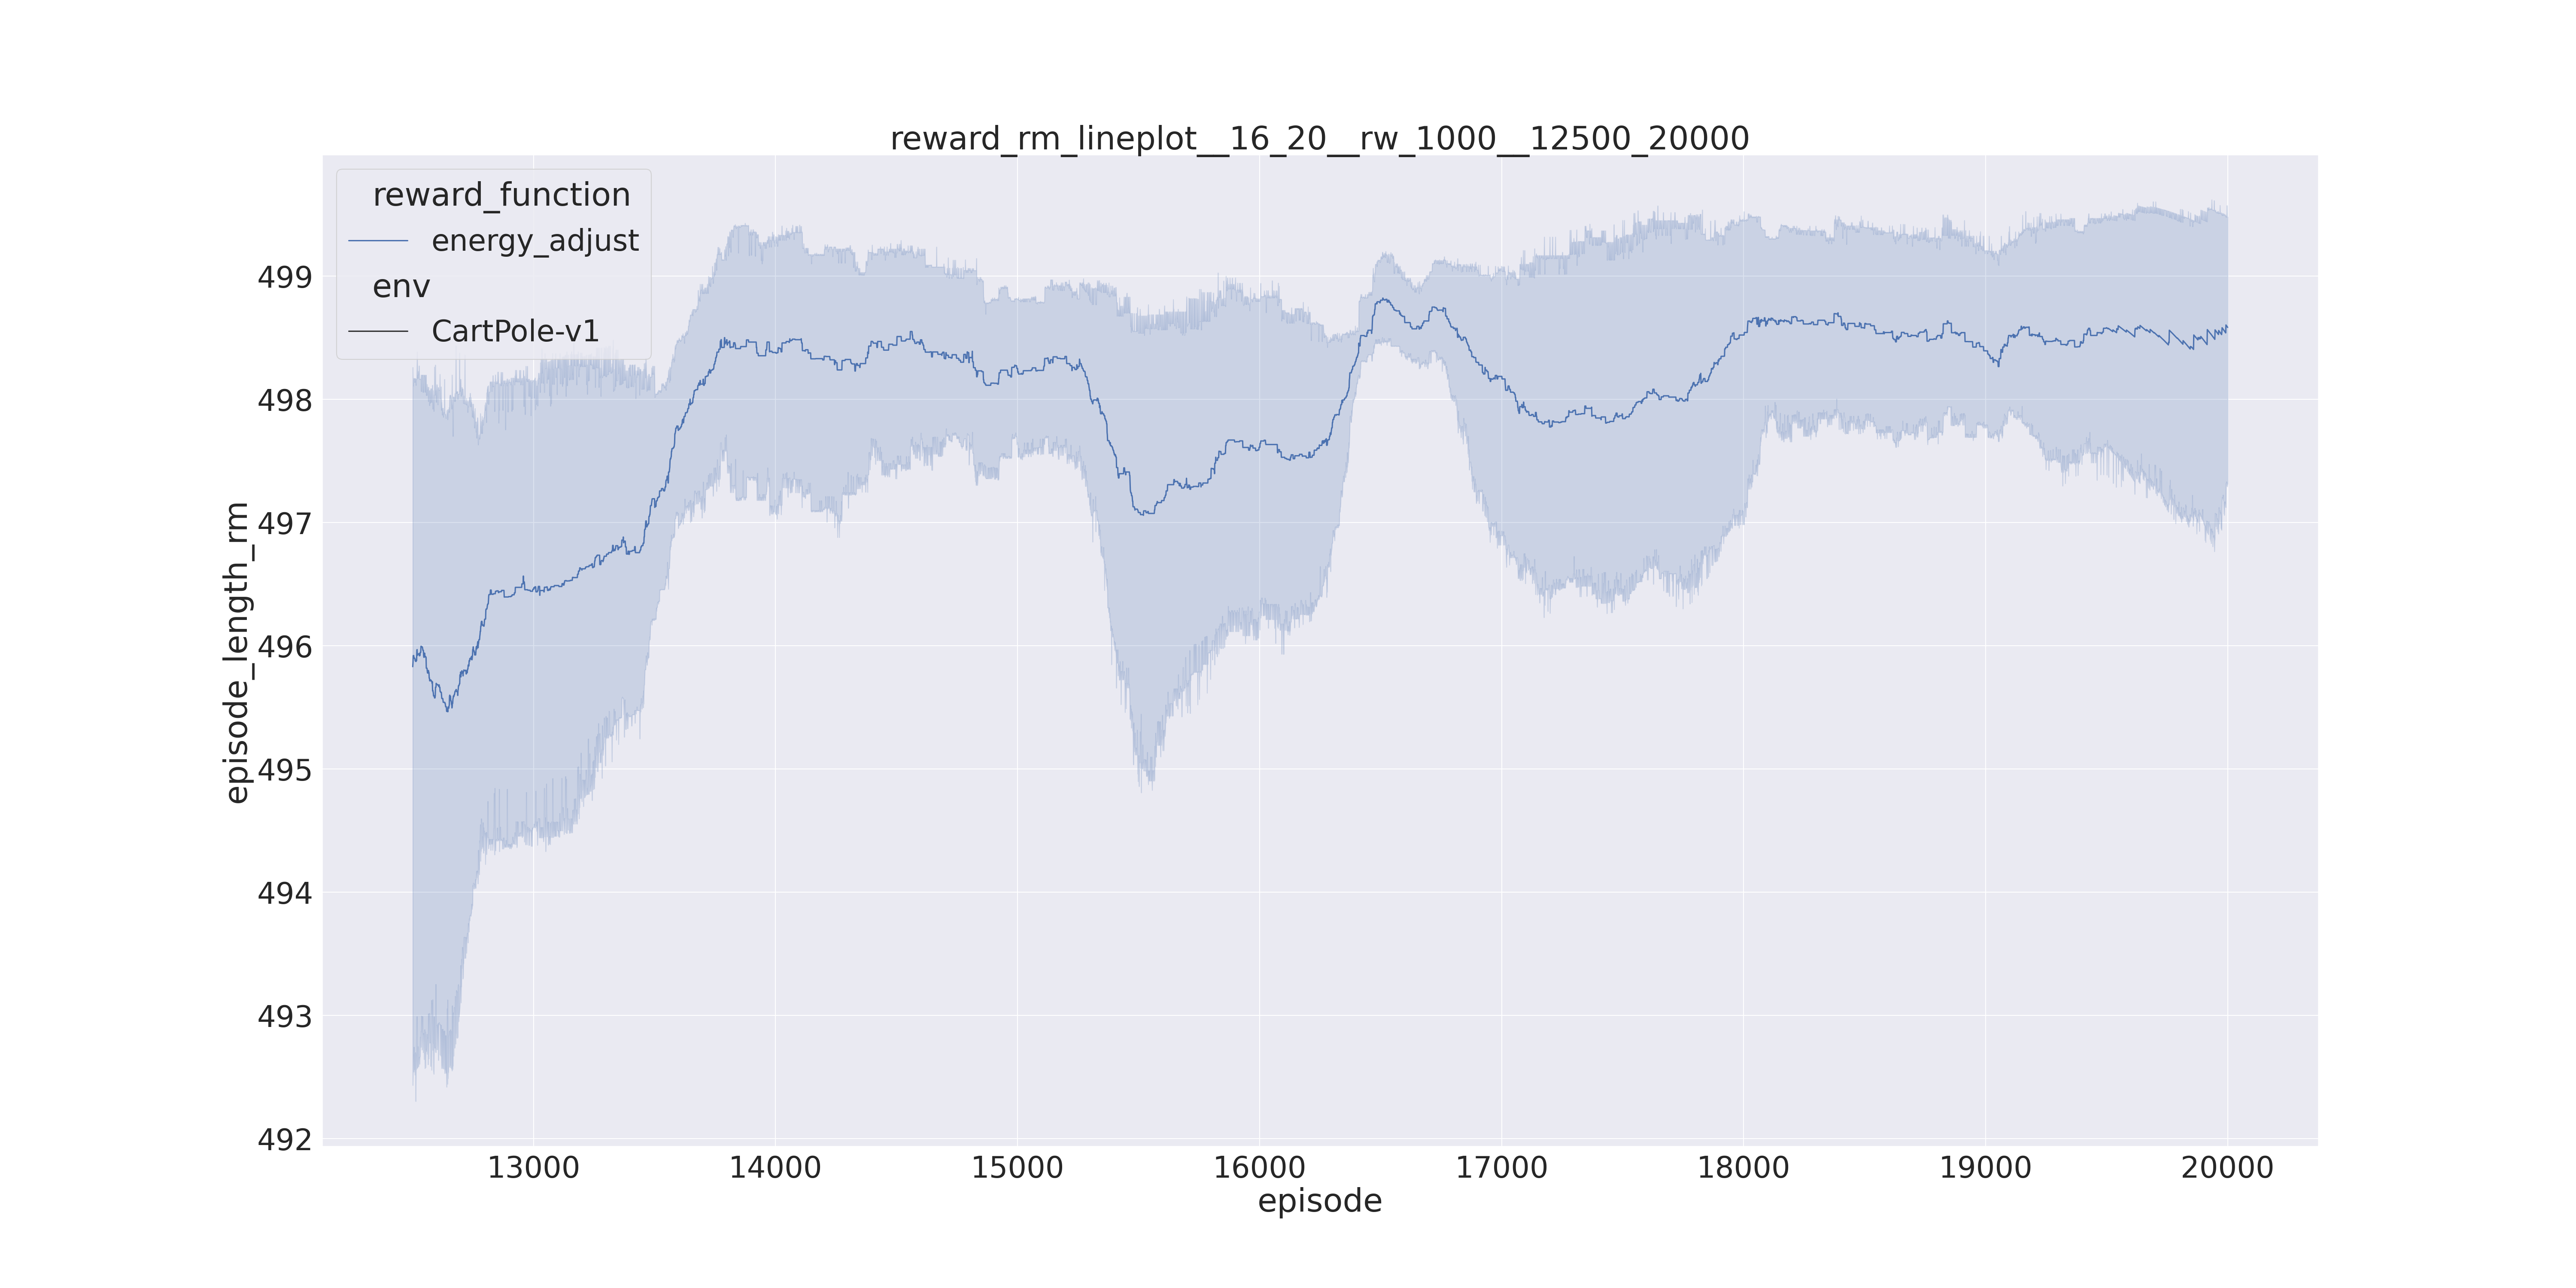 reward_rm_lineplot__16_20__rw_1000__12500_20000
reward_function
energy_adjust
env
CartPole-v1
episode_length_rm
499
498
497
496
495
494
493
492
13000 14000 15000 16000 17000 18000 19000 20000
episode